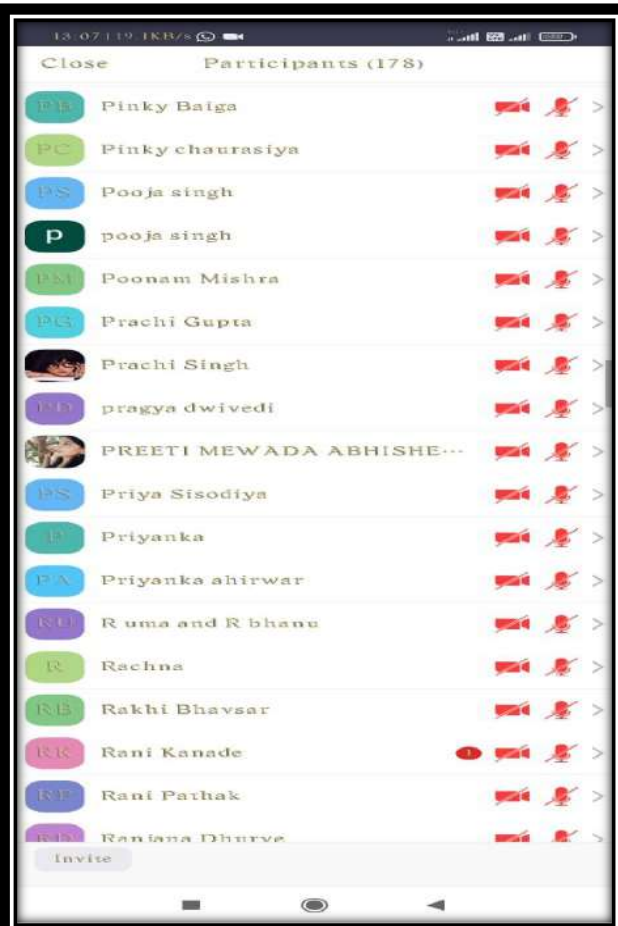 13:07 | 19.1KB/s
Close Participants (178)
PB Pinky Baiga
PC Pinky chaurasiya
PS Pooja singh
P pooja singh
PM Poonam Mishra
PG Prachi Gupta
Prachi Singh
PD pragya dwivedi
PREETI MEWADA ABHISHE...
PS Priya Sisodiya
P Priyanka
PA Priyanka ahirwar
RU R uma and R bhanu
R Rachna
RB Rakhi Bhavsar
RK Rani Kanade 1
RP Rani Pathak
RD Ranjana Dhurve
Invite